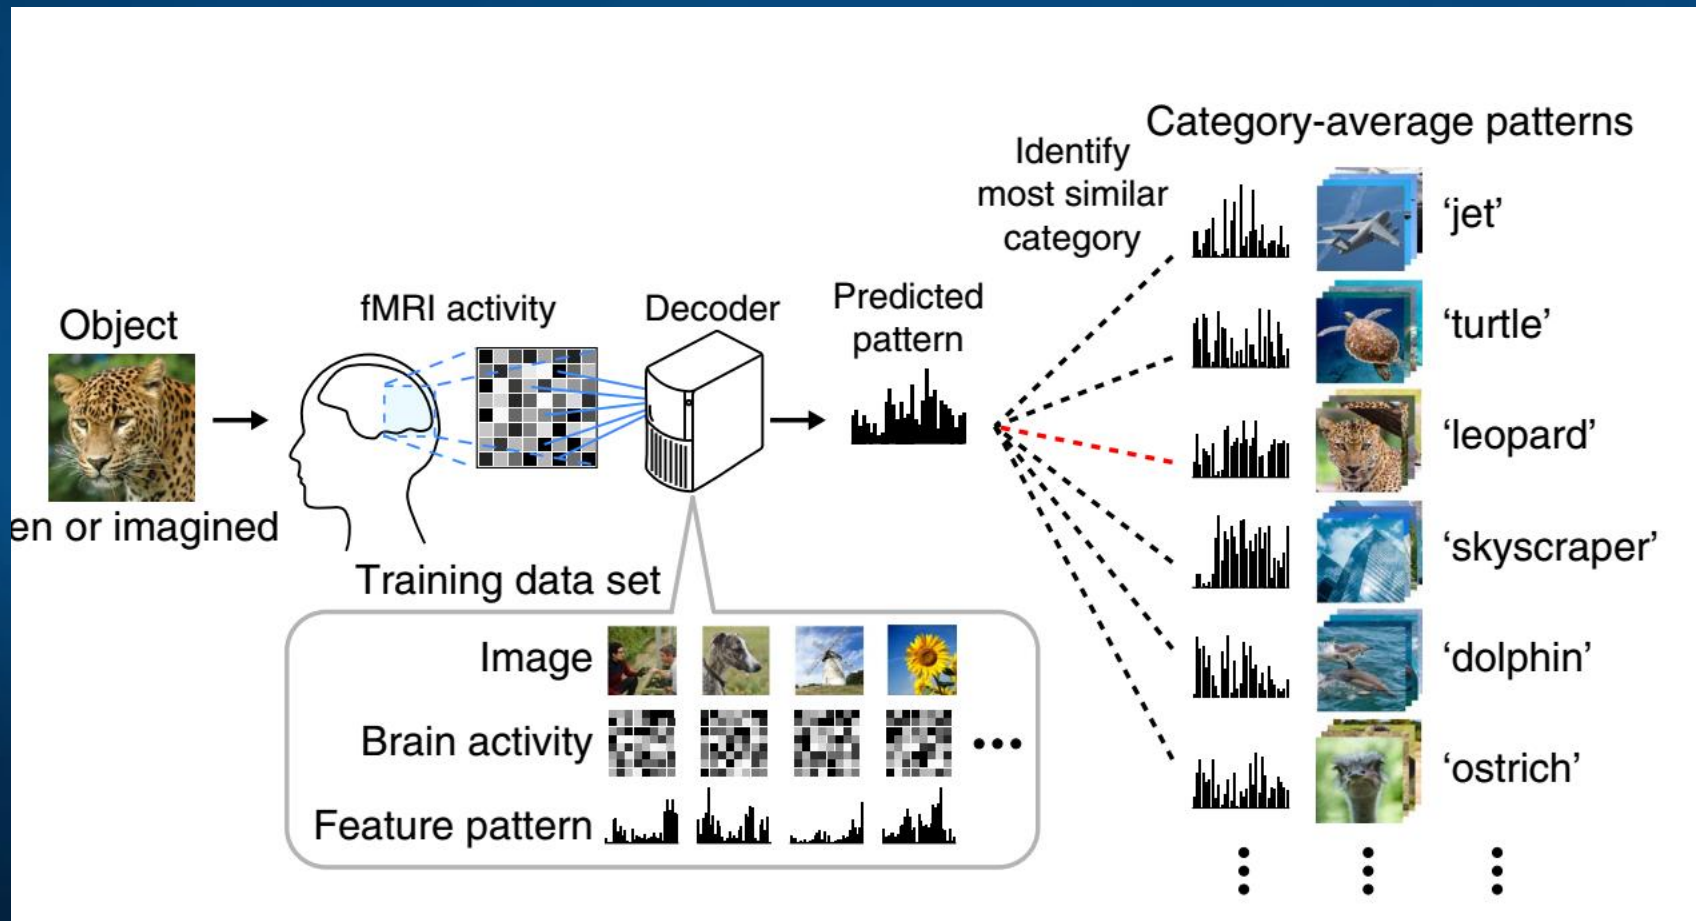 Category-average patterns
Identify
most similar
category
'jet'
'turtle'
'leopard'
'skyscraper'
'dolphin'
'ostrich'
Object
en or imagined
fMRI activity
Decoder
Predicted
pattern
Training data set
Image
Brain activity
Feature pattern